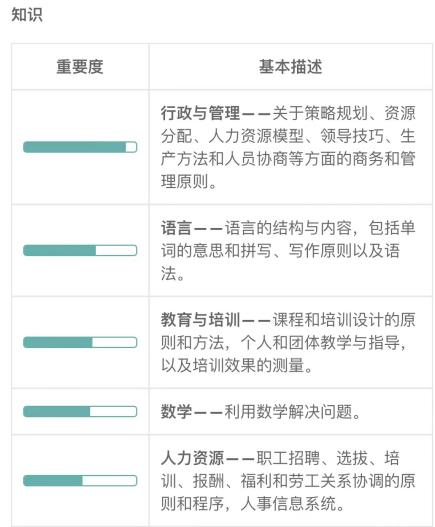 知识
重要度
基本描述
行政与管理——关于策略规划、资源
分配、人力资源模型、领导技巧、生
产方法和人员协商等方面的商务和管
理原则。
语言——语言的结构与内容，包括单
词的意思和拼写、写作原则以及语
法。
教育与培训——课程和培训设计的原
则和方法，个人和团体教学与指导，
以及培训效果的测量。
数学——利用数学解决问题。
人力资源——职工招聘、选拔、培
训、报酬、福利和劳工关系协调的原
则和程序，人事信息系统。